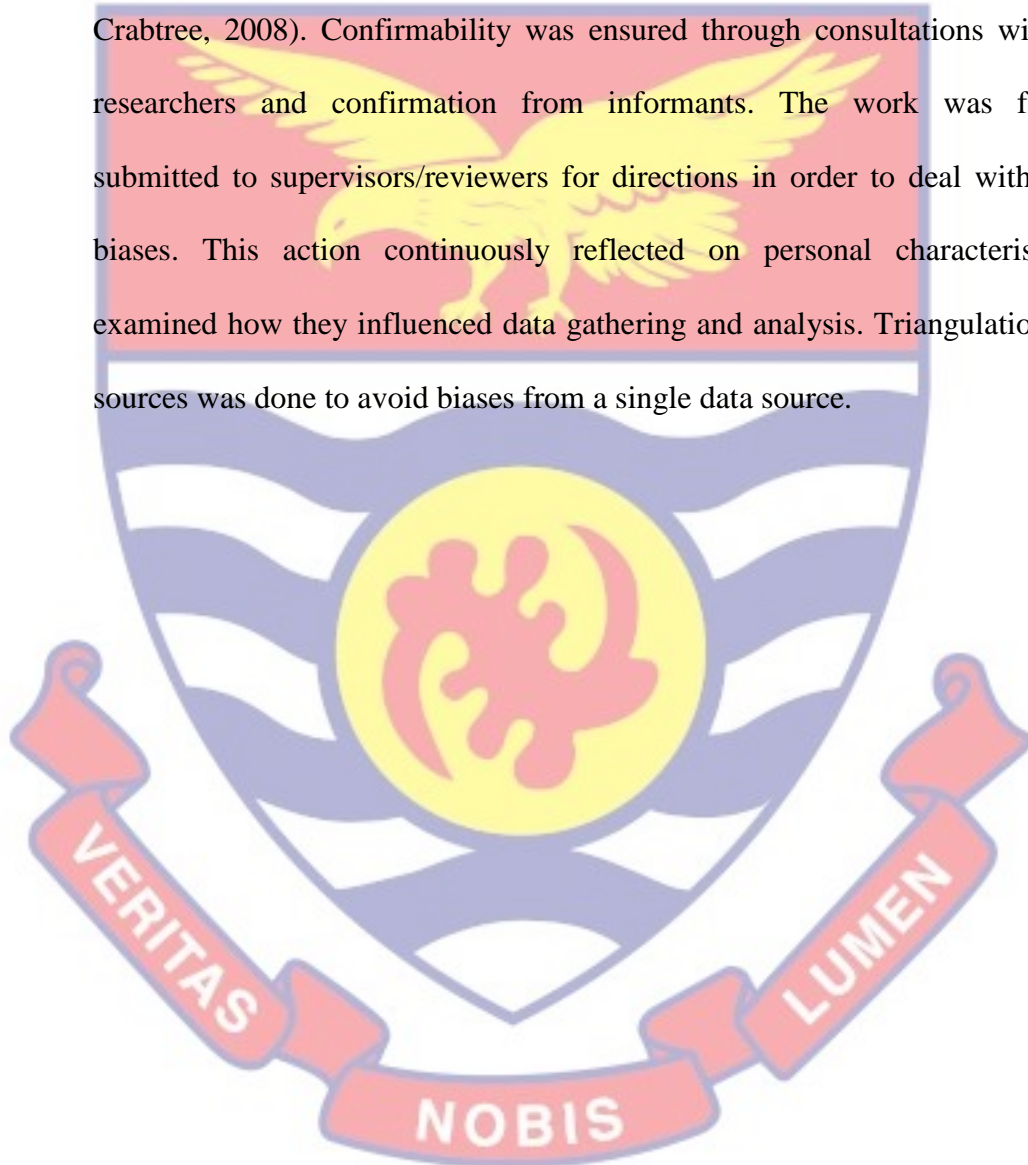 Crabtree, 2008). Confirmability was ensured through consultations wi
researchers and confirmation from informants. The work was f
submitted to supervisors/reviewers for directions in order to deal with
biases. This action continuously reflected on personal characteris
examined how they influenced data gathering and analysis. Triangulatio
sources was done to avoid biases from a single data source.
VERITAS
NOBIS
LUMEN